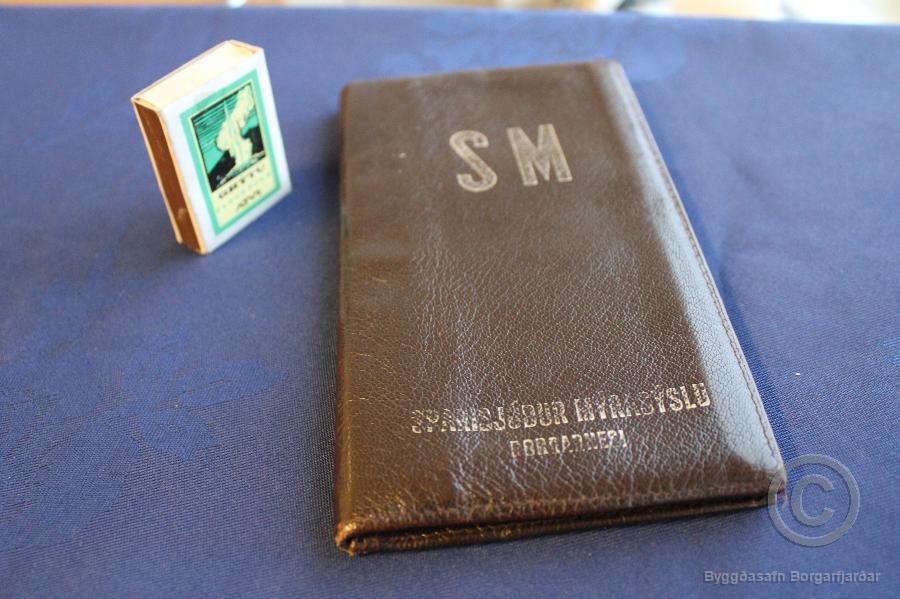 SM
SPARISJÓÐUR MÝRASÝSLU
BORGARNESI
Byggðasafn Borgarfjarðar
©